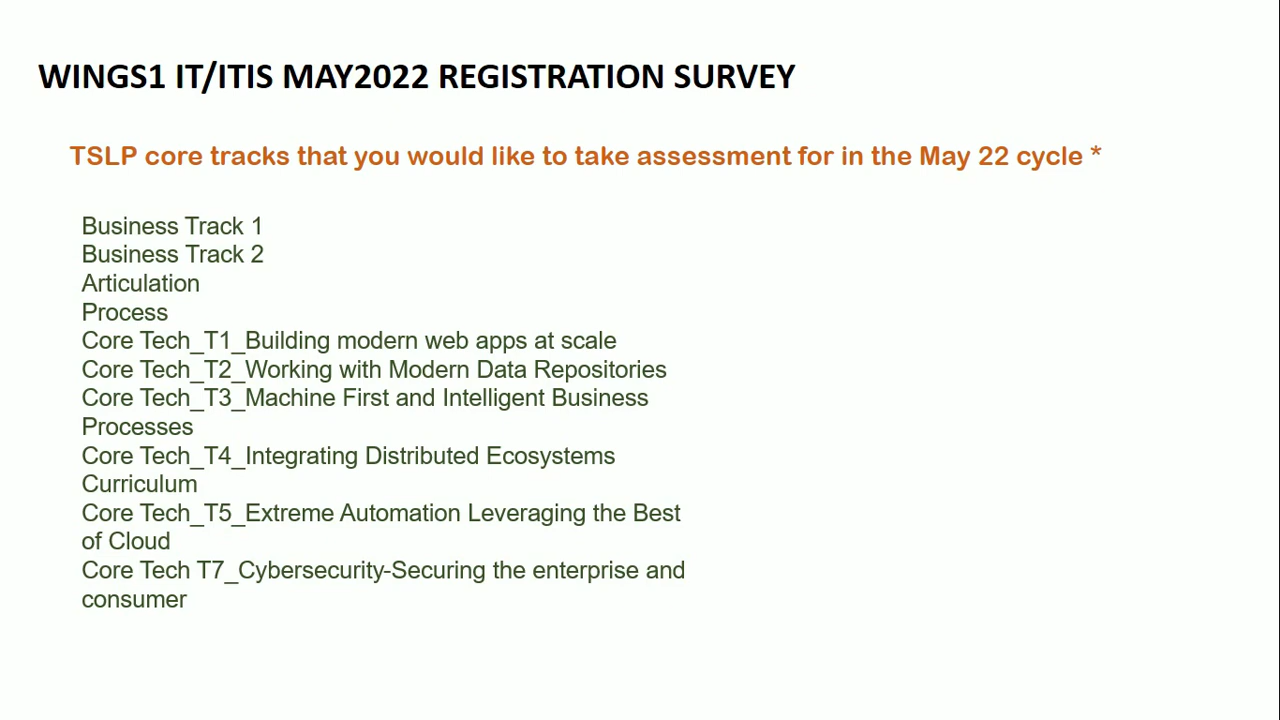 WINGS1 IT/ITIS MAY2022 REGISTRATION SURVEY
TSLP core tracks that you would like to take assessment for in the May 22 cycle *
Business Track 1
Business Track 2
Articulation
Process
Core Tech_T1_Building modern web apps at scale
Core Tech_T2_Working with Modern Data Repositories
Core Tech_T3_Machine First and Intelligent Business
Processes
Core Tech_T4_Integrating Distributed Ecosystems
Curriculum
Core Tech_T5_Extreme Automation Leveraging the Best
of Cloud
Core Tech T7_Cybersecurity-Securing the enterprise and
consumer